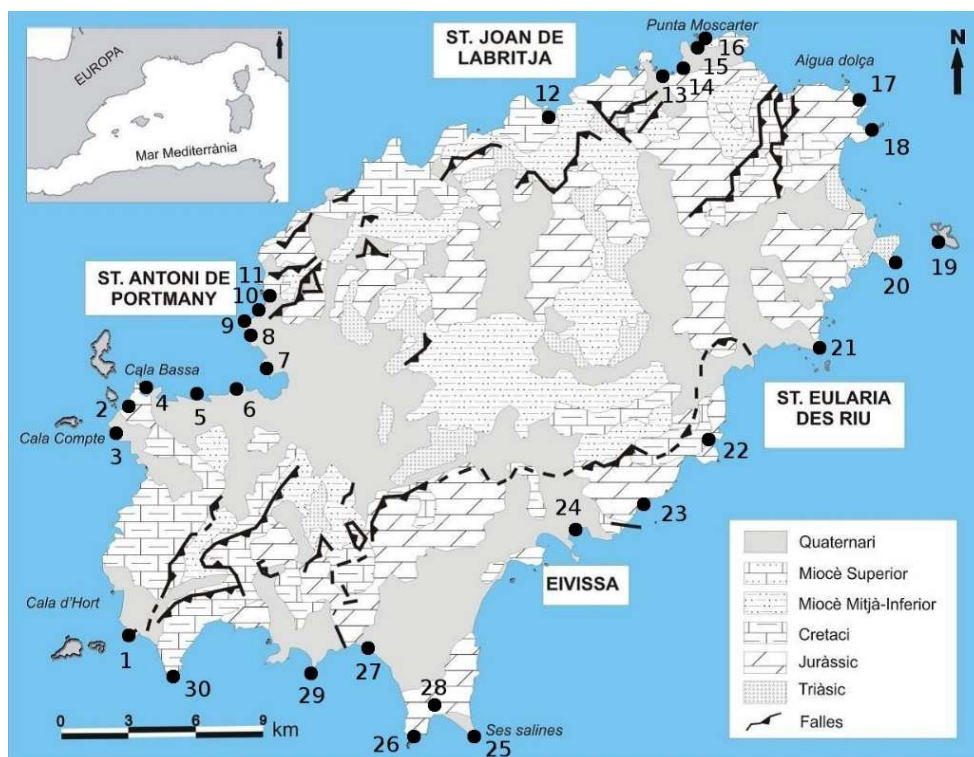 EUROPA
N
Mar Mediterrània
ST. JOAN DE
LABRITJA
Punta Moscarter
16
15
14
13
12
Aigua dolça
17
18
N
19
20
21
ST. ANTONI DE
PORTMANY
11
10
9
8
7
Cala Bassa
2
4
5
6
Cala Compte
3
ST. EULARIA
DES RIU
22
23
24
EIVISSA
Cala d'Hort
1
30
29
27
28
26
25
Ses salines
0 3 6 9
km
Quaternari
Miocè Superior
Miocè Mitjà-Inferior
Cretaci
Juràssic
Triàsic
Falles